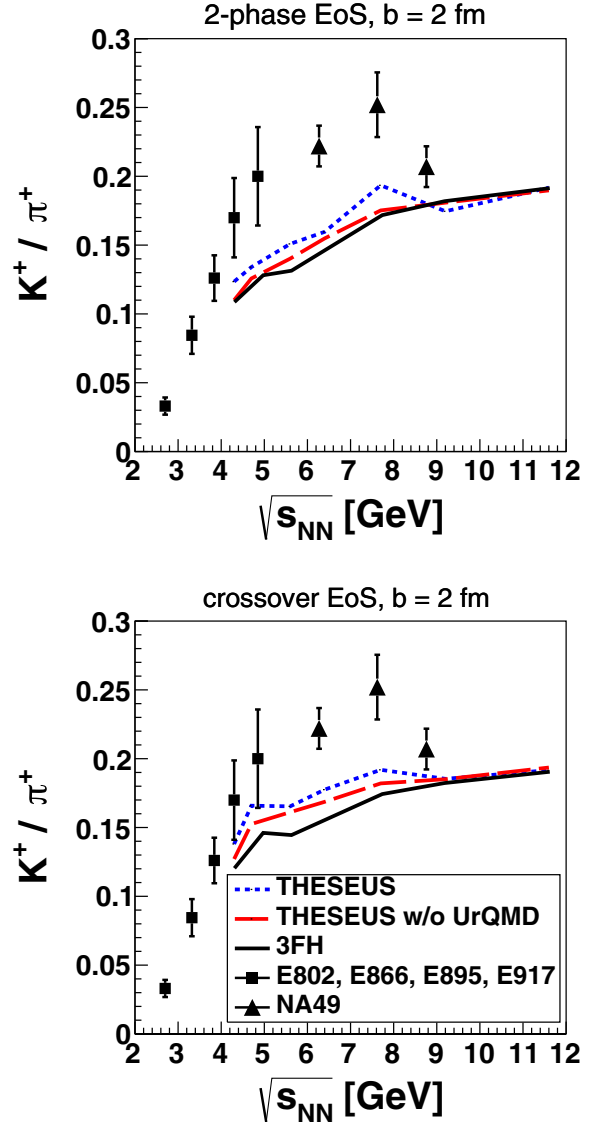 2-phase EoS, b = 2 fm
0.3
0.25
0.2
0.15
0.1
0.05
0
K⁺ / π⁺
2 3 4 5 6 7 8 9 10 11 12
√s_NN [GeV]
crossover EoS, b = 2 fm
0.3
0.25
0.2
0.15
0.1
0.05
0
K⁺ / π⁺
THESEUS
THESEUS w/o UrQMD
3FH
E802, E866, E895, E917
NA49
2 3 4 5 6 7 8 9 10 11 12
√s_NN [GeV]